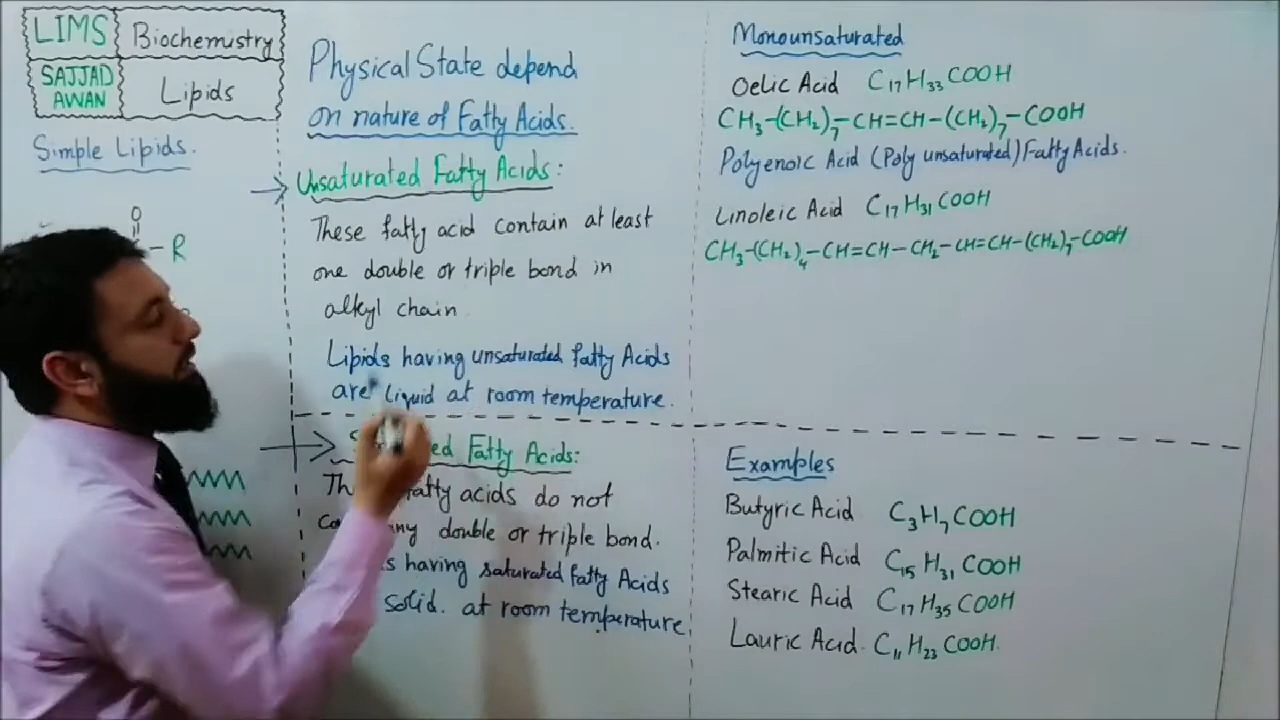 LIMS Biochemistry
SAJJAD AWAN Lipids
Simple Lipids.
O
- R
Physical State depend
on nature of Fatty Acids.
Unsaturated Fatty Acids:
These fatty acid contain at least
one double or triple bond in
alkyl chain
Lipids having unsaturated fatty Acids
are liquid at room temperature.
Fatty Acids:
fatty acids do not
any double or triple bond.
having saturated fatty Acids
solid. at room temperature
Monounsaturated
Oelic Acid C₁₇H₃₃COOH
CH₃-(CH₂)₇-CH=CH-(CH₂)₇-COOH
Polyenoic Acid (Poly unsaturated) Fatty Acids.
Linoleic Acid C₁₇H₃₁COOH
CH₃-(CH₂)₄-CH=CH-CH₂-CH=CH-(CH₂)₇-COOH
Examples
Butyric Acid C₃H₇COOH
Palmitic Acid C₁₅H₃₁COOH
Stearic Acid C₁₇H₃₅COOH
Lauric Acid. C₁₁H₂₃COOH.